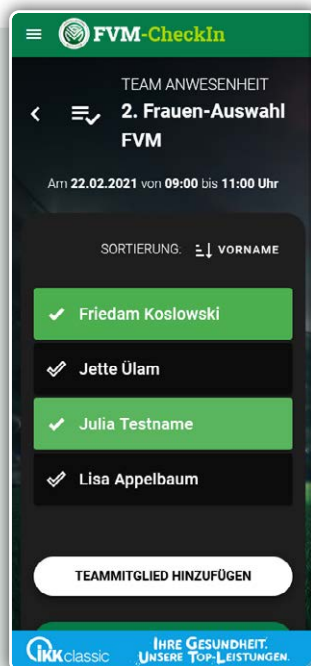 FVM-CheckIn
TEAM ANWESENHEIT
2. Frauen-Auswahl
FVM
Am 22.02.2021 von 09:00 bis 11:00 Uhr
SORTIERUNG: VORNAME
Friedam Koslowski
Jette Ülam
Julia Testname
Lisa Appelbaum
TEAMMITGLIED HINZUFÜGEN
IKK classic
IHRE GESUNDHEIT.
UNSERE TOP-LEISTUNGEN.